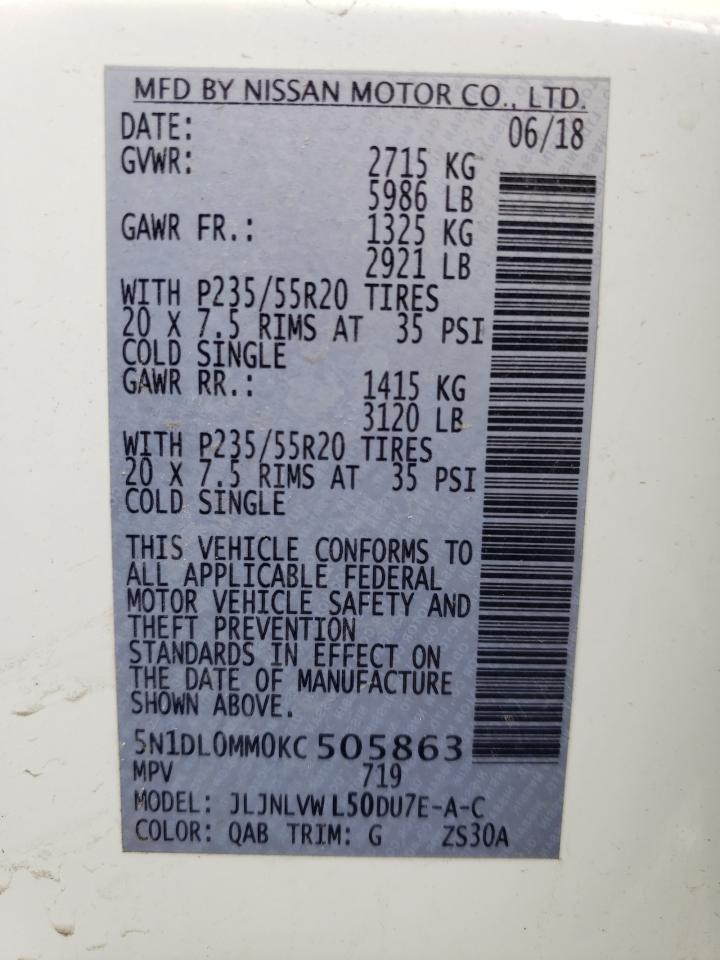 MFD BY NISSAN MOTOR CO., LTD.
DATE: 06/18
GVWR: 2715 KG
5986 LB
GAWR FR.: 1325 KG
2921 LB
WITH P235/55R20 TIRES
20 X 7.5 RIMS AT 35 PSI
COLD SINGLE
GAWR RR.: 1415 KG
3120 LB
WITH P235/55R20 TIRES
20 X 7.5 RIMS AT 35 PSI
COLD SINGLE
THIS VEHICLE CONFORMS TO
ALL APPLICABLE FEDERAL
MOTOR VEHICLE SAFETY AND
THEFT PREVENTION
STANDARDS IN EFFECT ON
THE DATE OF MANUFACTURE
SHOWN ABOVE.
5N1DL0MM0KC505863
MPV 719
MODEL: JLJNLVW L50DU7E-A-C
COLOR: QAB TRIM: G ZS30A